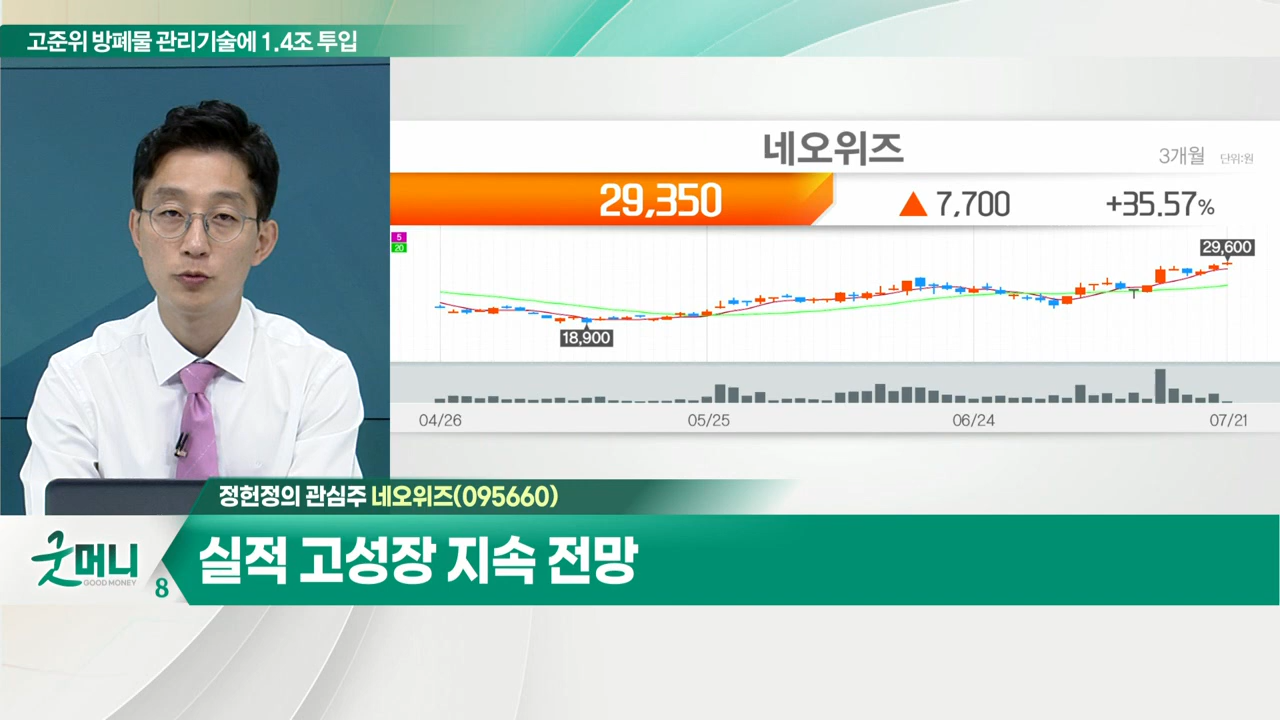 고준위 방폐물 관리기술에 1.4조 투입
네오위즈
3개월 단위:원
29,350 ▲ 7,700 +35.57%
5
20
29,600
18,900
04/26 05/25 06/24 07/21
정헌정의 관심주 네오위즈(095660)
굿머니
GOOD MONEY
8
실적 고성장 지속 전망